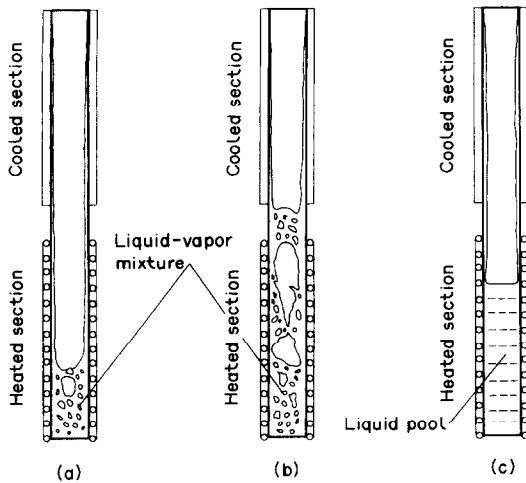 Cooled section
Heated section
(a)
Liquid-vapor
mixture
Cooled section
Heated section
(b)
Cooled section
Heated section
Liquid pool
(c)